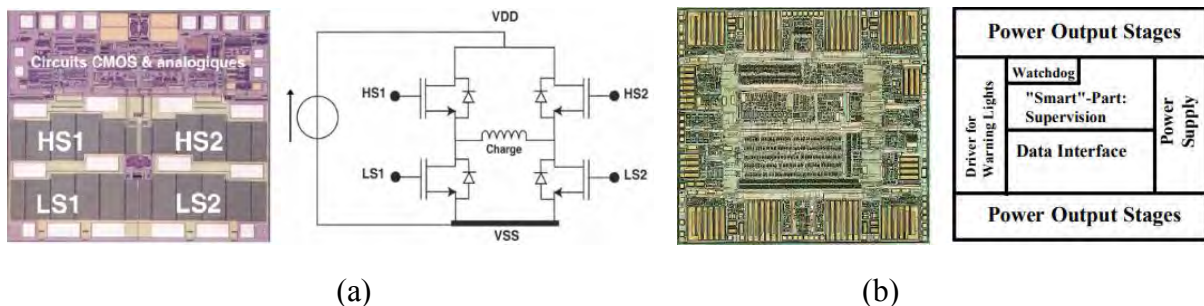 Circuits CMOS & analogiques
HS1
HS2
LS1
LS2
VDD
HS1
HS2
Charge
LS1
LS2
VSS
Power Output Stages
Driver for
Warning Lights
Watchdog
"Smart"-Part:
Supervision
Data Interface
Power
Supply
Power Output Stages
(a)
(b)